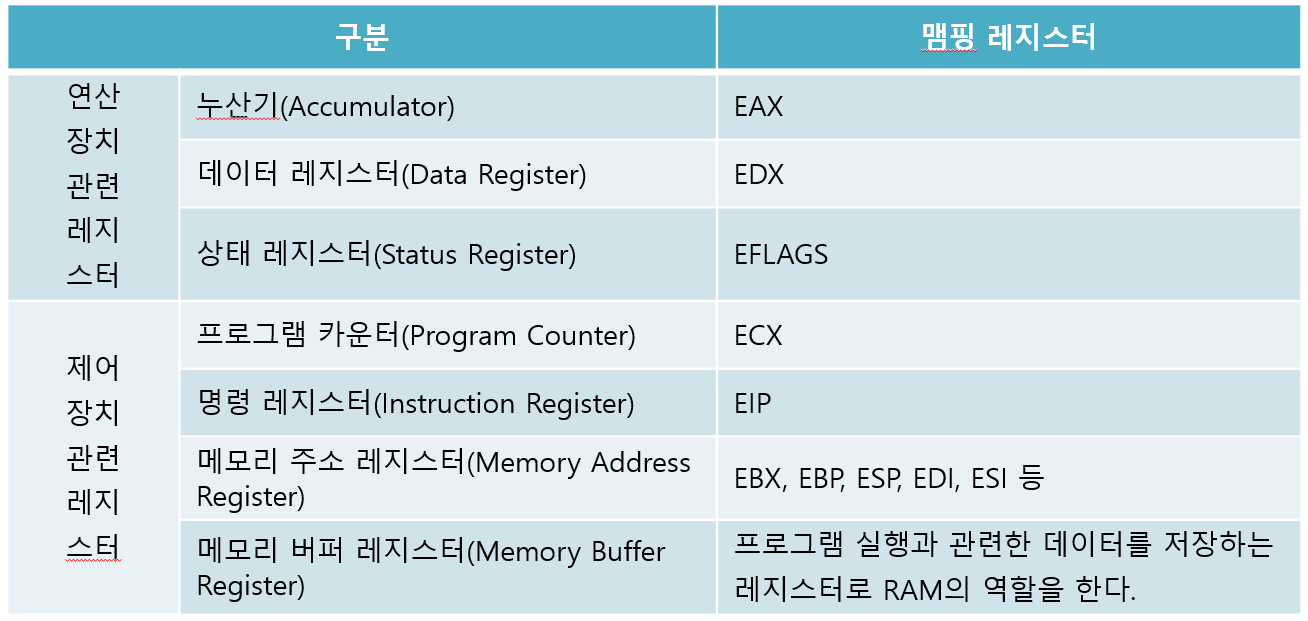 구분
맴핑 레지스터
연산
장치
관련
레지
스터
누산기(Accumulator)
EAX
데이터 레지스터(Data Register)
EDX
상태 레지스터(Status Register)
EFLAGS
제어
장치
관련
레지
스터
프로그램 카운터(Program Counter)
ECX
명령 레지스터(Instruction Register)
EIP
메모리 주소 레지스터(Memory Address
Register)
EBX, EBP, ESP, EDI, ESI 등
메모리 버퍼 레지스터(Memory Buffer
Register)
프로그램 실행과 관련한 데이터를 저장하는
레지스터로 RAM의 역할을 한다.